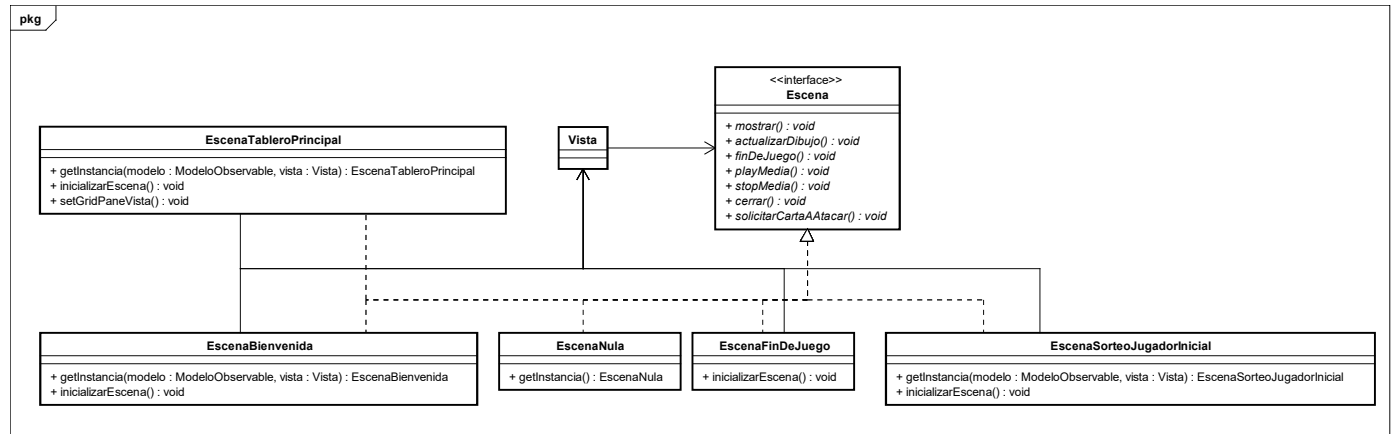 pkg
<<interface>>
Escena
+ mostrar() : void
+ actualizarDibujo() : void
+ finDeJuego() : void
+ playMedia() : void
+ stopMedia() : void
+ cerrar() : void
+ solicitarCartaAAtacar() : void
EscenaTableroPrincipal
+ getInstancia(modelo : ModeloObservable, vista : Vista) : EscenaTableroPrincipal
+ inicializarEscena() : void
+ setGridPaneVista() : void
Vista
EscenaBienvenida
+ getInstancia(modelo : ModeloObservable, vista : Vista) : EscenaBienvenida
+ inicializarEscena() : void
EscenaNula
+ getInstancia() : EscenaNula
EscenaFinDeJuego
+ inicializarEscena() : void
EscenaSorteoJugadorInicial
+ getInstancia(modelo : ModeloObservable, vista : Vista) : EscenaSorteoJugadorInicial
+ inicializarEscena() : void